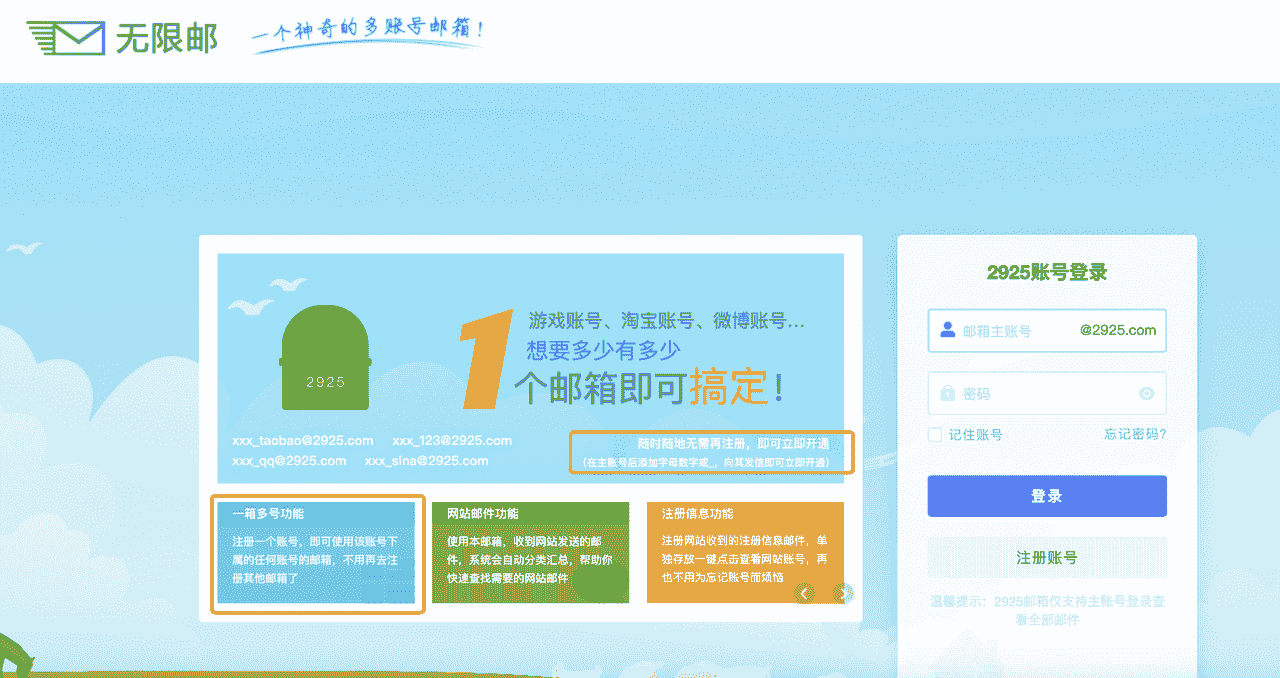 无限邮
一个神奇的多账号邮箱！
2925
1
游戏账号、淘宝账号、微博账号...
想要多少有多少
个邮箱即可搞定！
xxx_taobao@2925.com xxx_123@2925.com
xxx_qq@2925.com xxx_sina@2925.com
随时随地无需再注册，即可立即开通
（在主账号后添加字母数字或_，向其发信即可立即开通）
一箱多号功能
注册一个账号，即可使用该账号下
属的任何账号的邮箱，不用再去注
册其他邮箱了
网站邮件功能
使用本邮箱，收到网站发送的邮
件，系统会自动分类汇总，帮助你
快速查找需要的网站邮件
注册信息功能
注册网站收到的注册信息邮件，单
独存放一键点击查看网站账号，再
也不用为忘记账号而烦恼
2925账号登录
邮箱主账号 @2925.com
密码
记住账号 忘记密码?
登录
注册账号
温馨提示：2925邮箱仅支持主账号登录查
看全部邮件